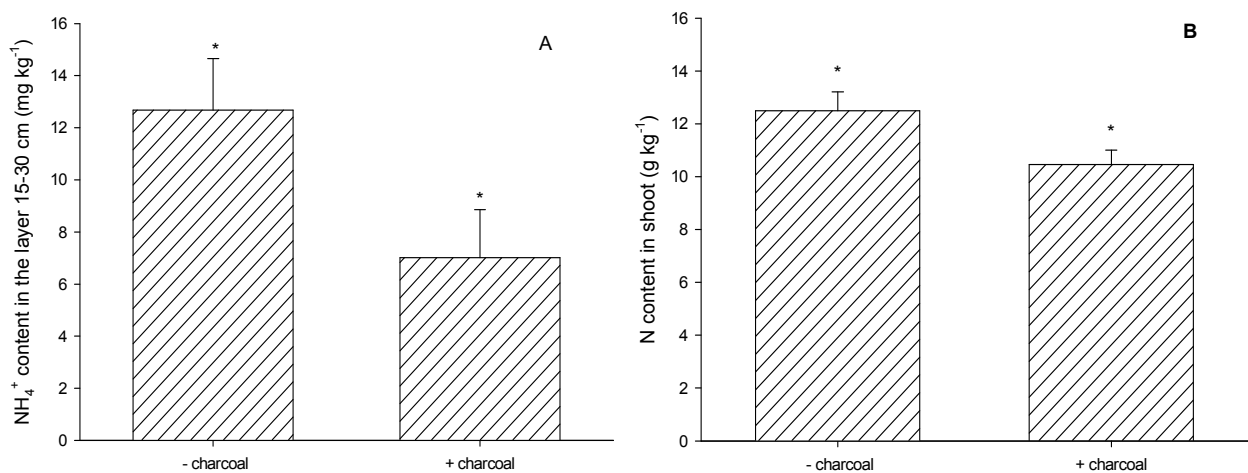 NH₄⁺ content in the layer 15-30 cm (mg kg⁻¹)
16
14
12
10
8
6
4
2
0
A
*
*
- charcoal
+ charcoal
N content in shoot (g kg⁻¹)
16
14
12
10
8
6
4
2
0
B
*
*
- charcoal
+ charcoal